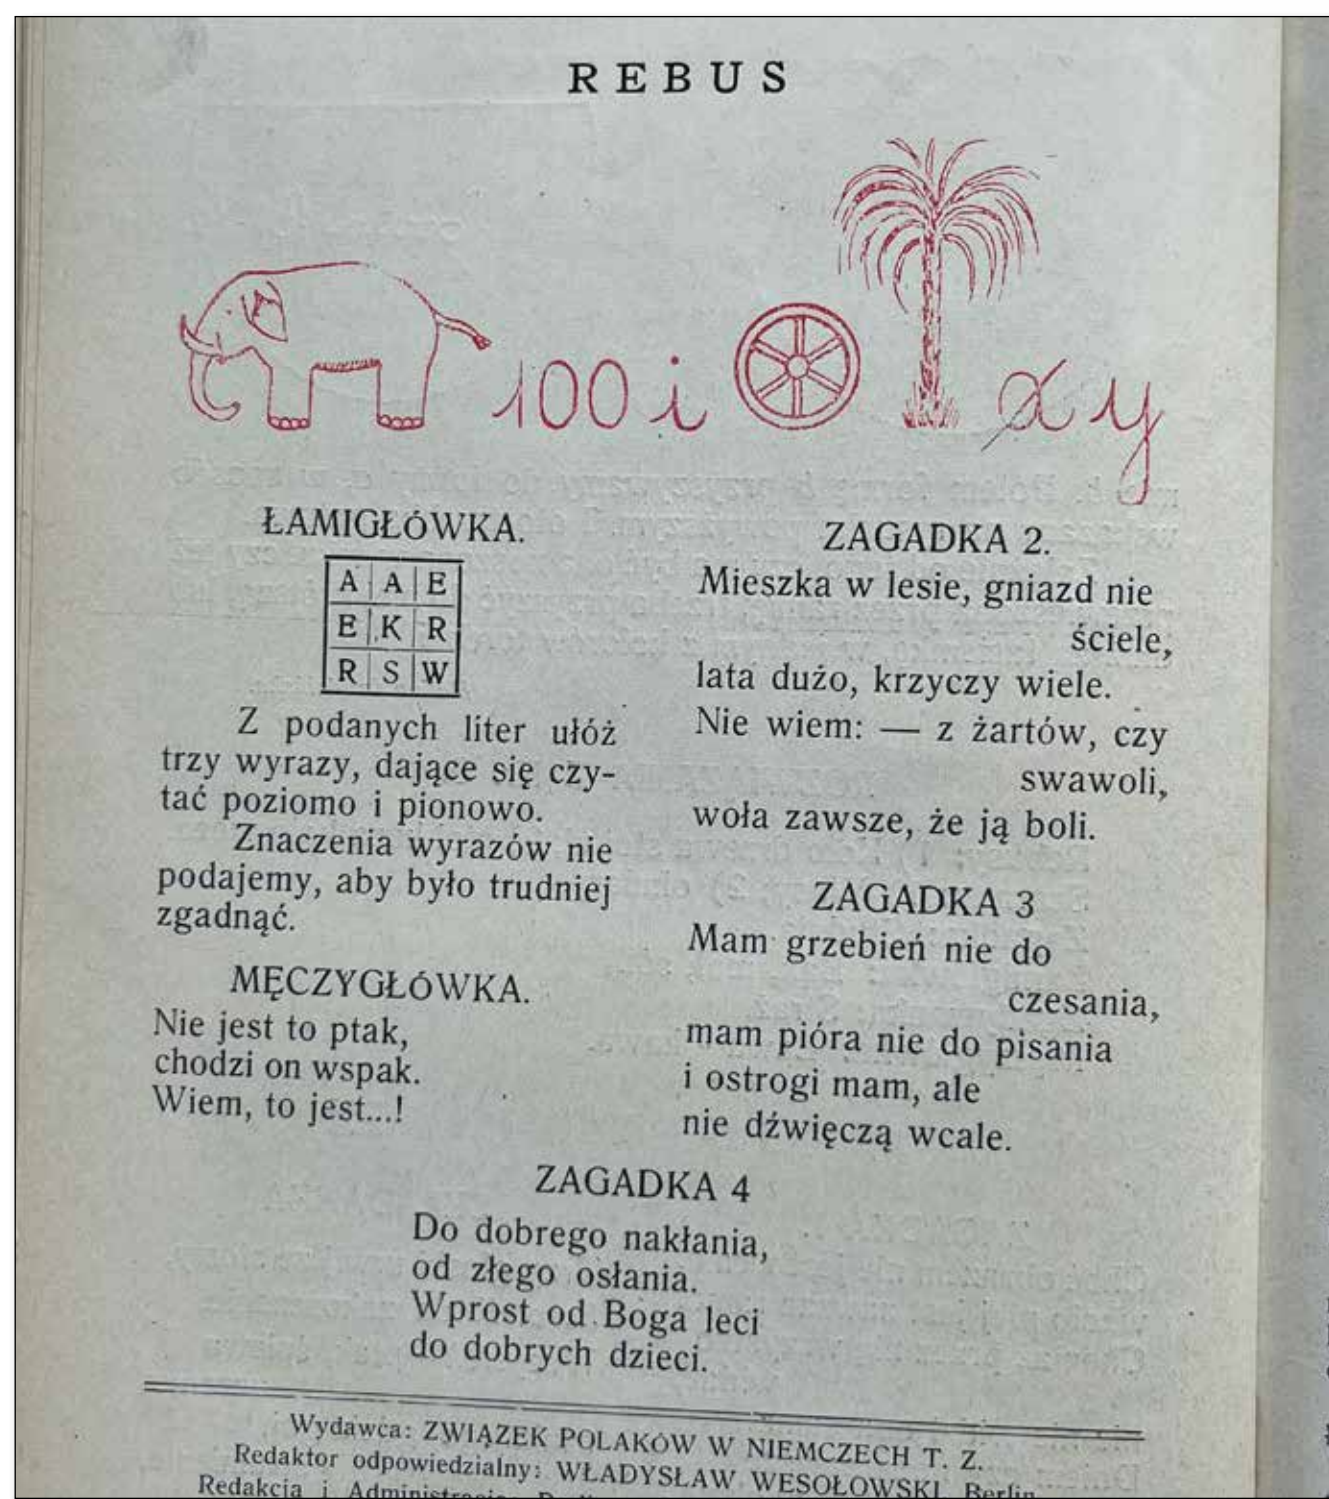 REBUS
100 i x y
ŁAMIGŁÓWKA.
A A E
E K R
R S W
Z podanych liter ułóż
trzy wyrazy, dające się czy-
tać poziomo i pionowo.
Znaczenia wyrazów nie
podajemy, aby było trudniej
zgadnąć.
MĘCZYGŁÓWKA.
Nie jest to ptak,
chodzi on wspak.
Wiem, to jest...!
ZAGADKA 2.
Mieszka w lesie, gniazd nie
ściele,
lata dużo, krzyczy wiele.
Nie wiem: — z żartów, czy
swawoli,
woła zawsze, że ją boli.
ZAGADKA 3
Mam grzebień nie do
czesania,
mam pióra nie do pisania
i ostrogi mam, ale
nie dźwięczą wcale.
ZAGADKA 4
Do dobrego nakłania,
od złego osłania.
Wprost od Boga leci
do dobrych dzieci.
Wydawca: ZWIĄZEK POLAKÓW W NIEMCZECH T. Z.
Redaktor odpowiedzialny: WŁADYSŁAW WESOŁOWSKI, Berlin
Redakcja i